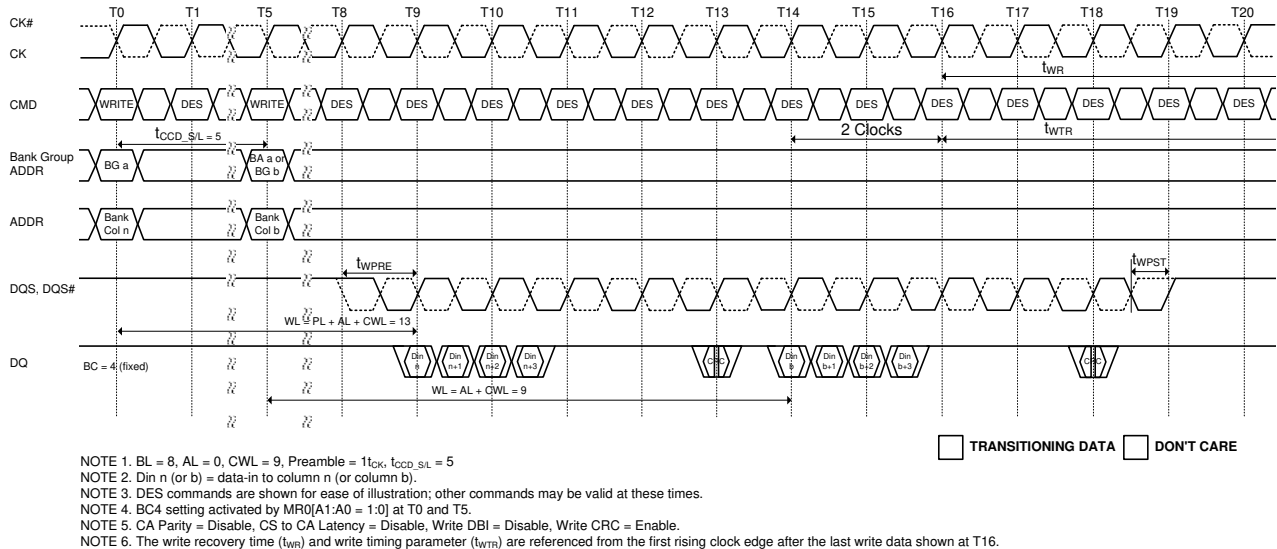 T0 T1 T5 T8 T9 T10 T11 T12 T13 T14 T15 T16 T17 T18 T19 T20
CK#
CK
tWR
CMD WRITE DES WRITE DES DES DES DES DES DES DES DES DES DES DES DES DES
tCCD_S/L = 5
2 Clocks
tWTR
Bank Group
ADDR
BG a
BA a or
BG b
ADDR
Bank
Col n
Bank
Col b
tWPRE
tWPST
DQS, DQS#
WL = PL + AL + CWL = 13
DQ
BC = 4 (fixed)
Din
n
Din
n+1
Din
n+2
Din
n+3
CRC
Din
b
Din
b+1
Din
b+2
Din
b+3
CRC
WL = AL + CWL = 9
TRANSITIONING DATA DON'T CARE
NOTE 1. BL = 8, AL = 0, CWL = 9, Preamble = 1tCK, tCCD_S/L = 5
NOTE 2. Din n (or b) = data-in to column n (or column b).
NOTE 3. DES commands are shown for ease of illustration; other commands may be valid at these times.
NOTE 4. BC4 setting activated by MR0[A1:A0 = 1:0] at T0 and T5.
NOTE 5. CA Parity = Disable, CS to CA Latency = Disable, Write DBI = Disable, Write CRC = Enable.
NOTE 6. The write recovery time (tWR) and write timing parameter (tWTR) are referenced from the first rising clock edge after the last write data shown at T16.